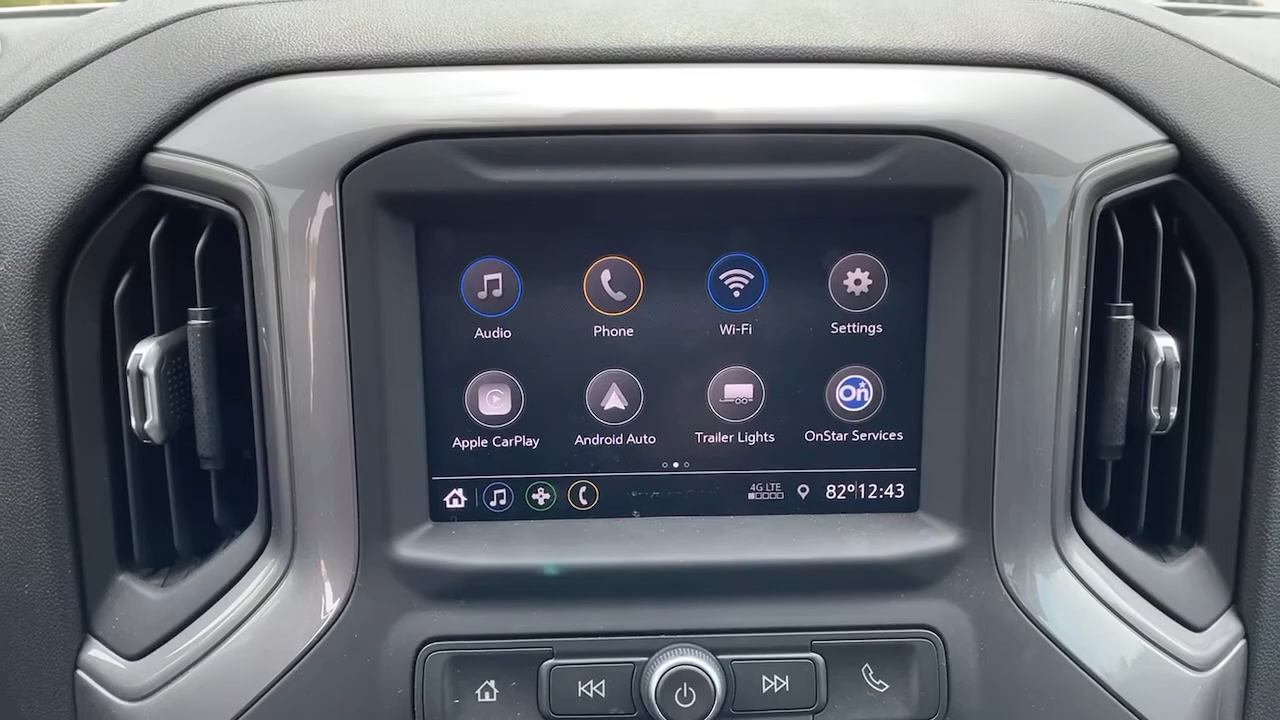 Audio Phone Wi-Fi Settings
Apple CarPlay Android Auto Trailer Lights OnStar Services
On
4G LTE
82° 12:43